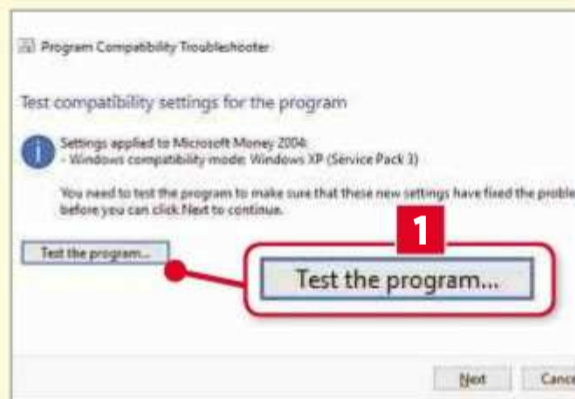 Program Compatibility Troubleshooter
Test compatibility settings for the program
Settings applied to Microsoft Money 2004:
- Windows compatibility mode: Windows XP (Service Pack 3)
You need to test the program to make sure that these new settings have fixed the proble
before you can click Next to continue.
1
Test the program...
Test the program...
Next
Cance